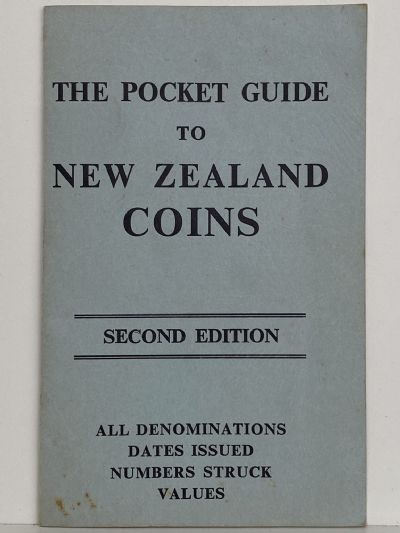 THE POCKET GUIDE
TO
NEW ZEALAND
COINS
SECOND EDITION
ALL DENOMINATIONS
DATES ISSUED
NUMBERS STRUCK
VALUES